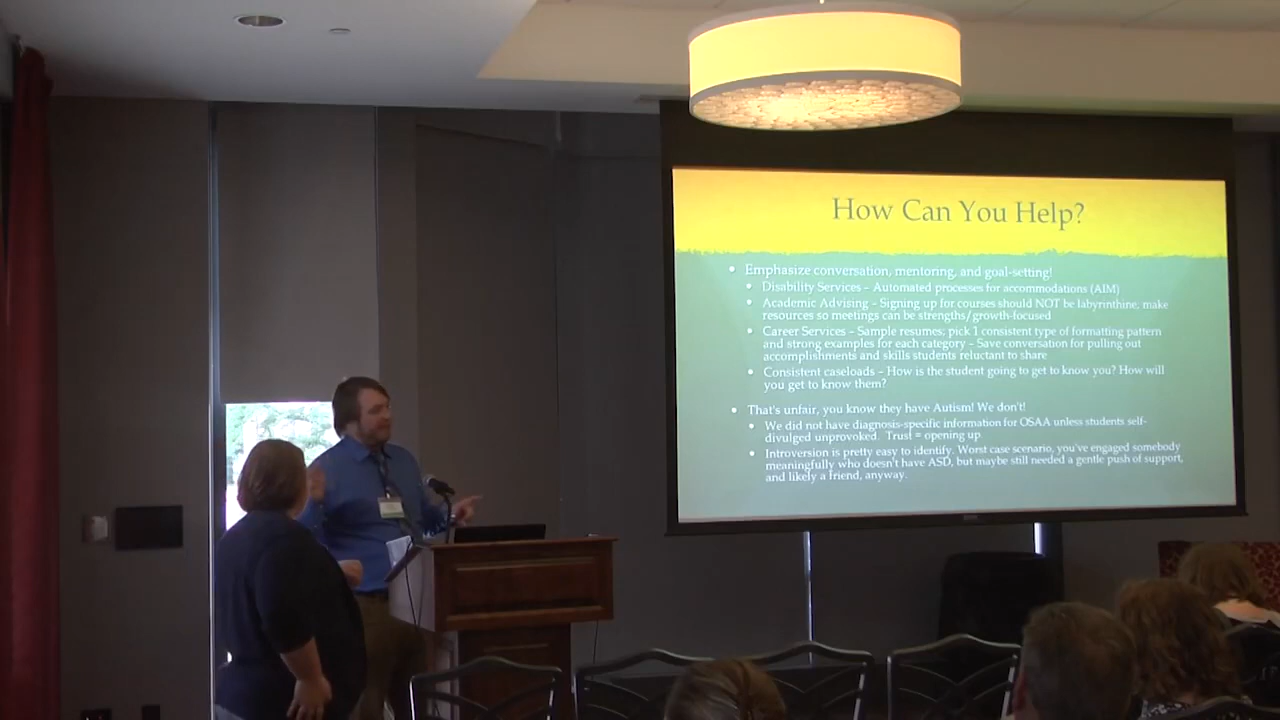 How Can You Help?
• Emphasize conversation, mentoring, and goal-setting!
• Disability Services – Automated processes for accommodations (AIM)
• Academic Advising – Signing up for courses should NOT be labyrinthine; make
resources so meetings can be strengths/growth-focused
• Career Services – Sample resumes; pick 1 consistent type of formatting pattern
and strong examples for each category – Save conversation for pulling out
accomplishments and skills students reluctant to share
• Consistent caseloads – How is the student going to get to know you? How will
you get to know them?
• That's unfair, you know they have Autism! We don't!
• We did not have diagnosis-specific information for OSAA unless students self-
divulged unprovoked. Trust = opening up
• Introversion is pretty easy to identify. Worst case scenario, you've engaged somebody
meaningfully who doesn't have ASD, but maybe still needed a gentle push of support,
and likely a friend, anyway.